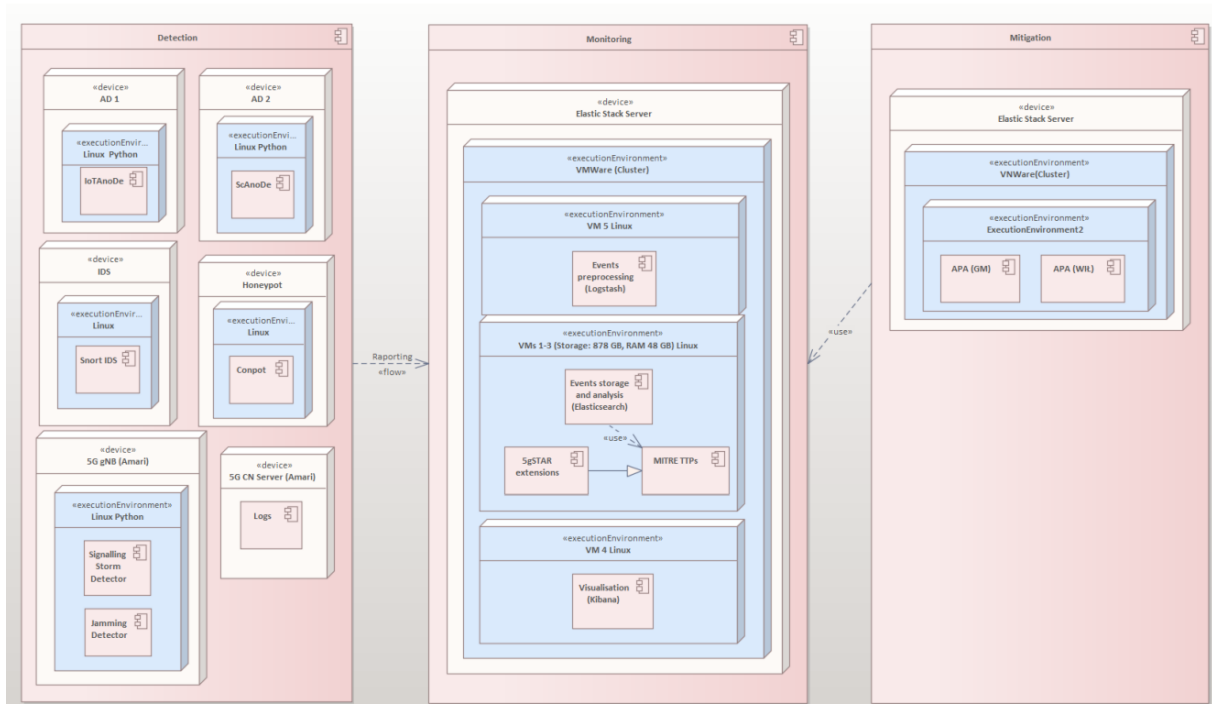 Detection
«device»
AD 1
«executionEnvir...
Linux Python
IoTAnoDe
«device»
AD 2
«executionEnvi...
Linux Python
ScAnoDe
«device»
IDS
«executionEnvir...
Linux
Snort IDS
«device»
Honeypot
«executionEnvi...
Linux
Conpot
«device»
5G gNB (Amari)
«executionEnvironment»
Linux Python
Signalling
Storm
Detector
Jamming
Detector
«device»
5G CN Server (Amari)
Logs
Raporting
«flow»
Monitoring
«device»
Elastic Stack Server
«executionEnvironment»
VMWare (Cluster)
«executionEnvironment»
VM 5 Linux
Events
preprocessing
(Logstash)
«executionEnvironment»
VMs 1-3 (Storage: 878 GB, RAM 48 GB) Linux
Events storage
and analysis
(Elasticsearch)
«use»
5gSTAR
extensions
MITRE TTPs
«executionEnvironment»
VM 4 Linux
Visualisation
(Kibana)
«use»
Mitigation
«device»
Elastic Stack Server
«executionEnvironment»
VNWare(Cluster)
«executionEnvironment»
ExecutionEnvironment2
APA (GM)
APA (WIL)